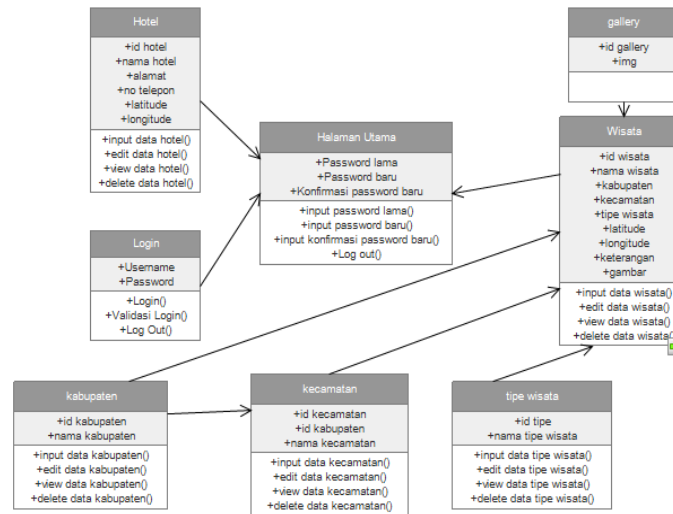 Hotel
+id hotel
+nama hotel
+alamat
+no telepon
+latitude
+longitude
+input data hotel()
+edit data hotel()
+view data hotel()
+delete data hotel()
gallery
+id gallery
+img
Halaman Utama
+Password lama
+Password baru
+Konfirmasi password baru
+input password lama()
+input password baru()
+input konfirmasi password baru()
+Log out()
Wisata
+id wisata
+nama wisata
+kabupaten
+kecamatan
+tipe wisata
+latitude
+longitude
+keterangan
+gambar
+input data wisata()
+edit data wisata()
+view data wisata()
+delete data wisata()
Login
+Username
+Password
+Login()
+Validasi Login()
+Log Out()
kabupaten
+id kabupaten
+nama kabupaten
+input data kabupaten()
+edit data kabupaten()
+view data kabupaten()
+delete data kabupaten()
kecamatan
+id kecamatan
+id kabupaten
+nama kecamatan
+input data kecamatan()
+edit data kecamatan()
+view data kecamatan()
+delete data kecamatan()
tipe wisata
+id tipe
+nama tipe wisata
+input data tipe wisata()
+edit data tipe wisata()
+view data tipe wisata()
+delete data tipe wisata()